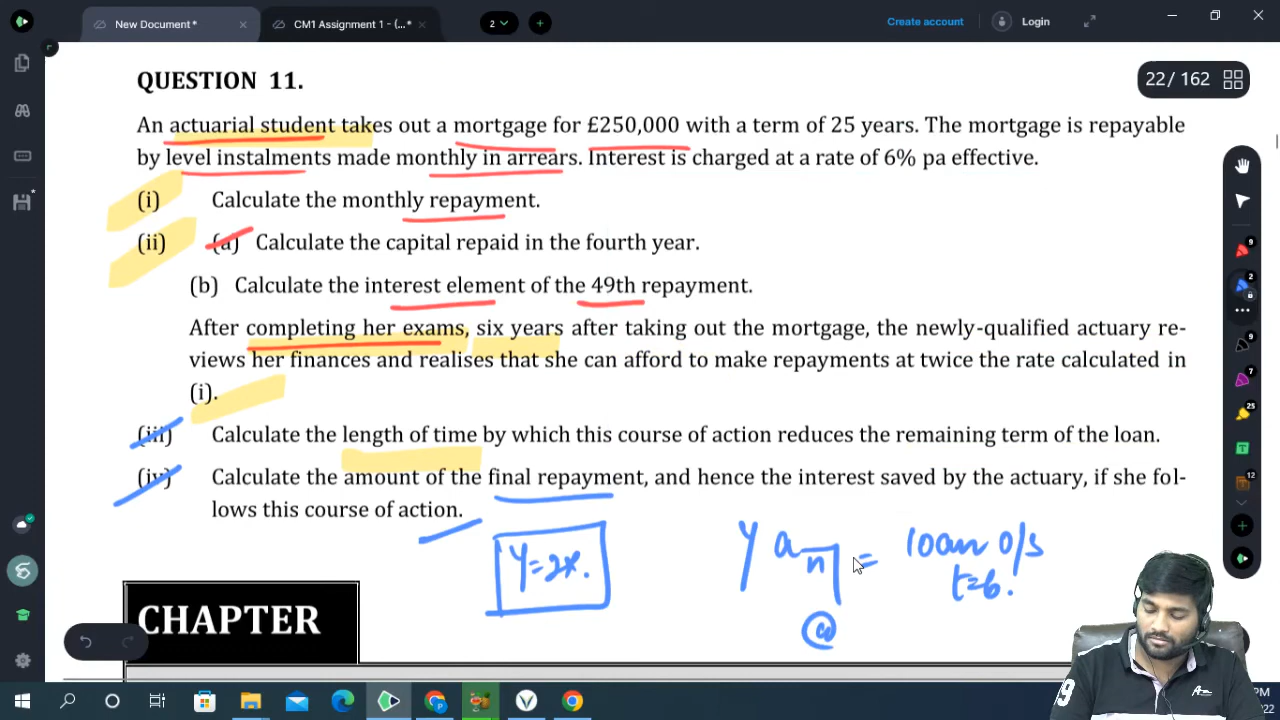 New Document*
CM1 Assignment 1 - (...*
2
Create account
Login
QUESTION 11.
22 / 162
An actuarial student takes out a mortgage for £250,000 with a term of 25 years. The mortgage is repayable
by level instalments made monthly in arrears. Interest is charged at a rate of 6% pa effective.
(i) Calculate the monthly repayment.
(ii) (a) Calculate the capital repaid in the fourth year.
(b) Calculate the interest element of the 49th repayment.
After completing her exams, six years after taking out the mortgage, the newly-qualified actuary re-
views her finances and realises that she can afford to make repayments at twice the rate calculated in
(i).
(iii) Calculate the length of time by which this course of action reduces the remaining term of the loan.
(iv) Calculate the amount of the final repayment, and hence the interest saved by the actuary, if she fol-
lows this course of action.
Y=2x.
Y a n = loan o/s
t=6.
@
CHAPTER
9
2
9
7
25
12
9